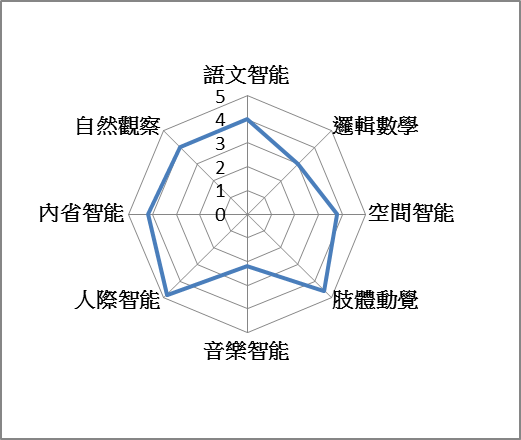 語文智能
5
自然觀察
4
邏輯數學
3
2
1
內省智能
0
空間智能
人際智能
肢體動覺
音樂智能